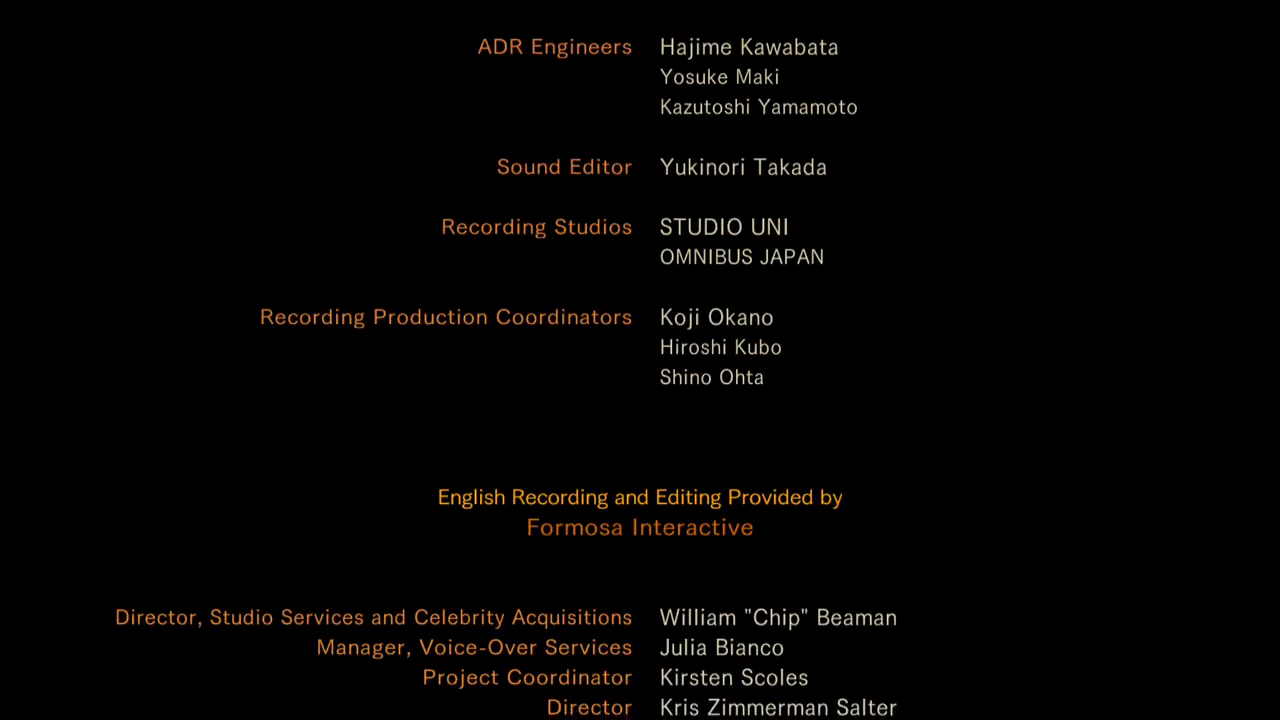 ADR Engineers Hajime Kawabata
Yosuke Maki
Kazutoshi Yamamoto
Sound Editor Yukinori Takada
Recording Studios STUDIO UNI
OMNIBUS JAPAN
Recording Production Coordinators Koji Okano
Hiroshi Kubo
Shino Ohta
English Recording and Editing Provided by
Formosa Interactive
Director, Studio Services and Celebrity Acquisitions William "Chip" Beaman
Manager, Voice-Over Services Julia Bianco
Project Coordinator Kirsten Scoles
Director Kris Zimmerman Salter